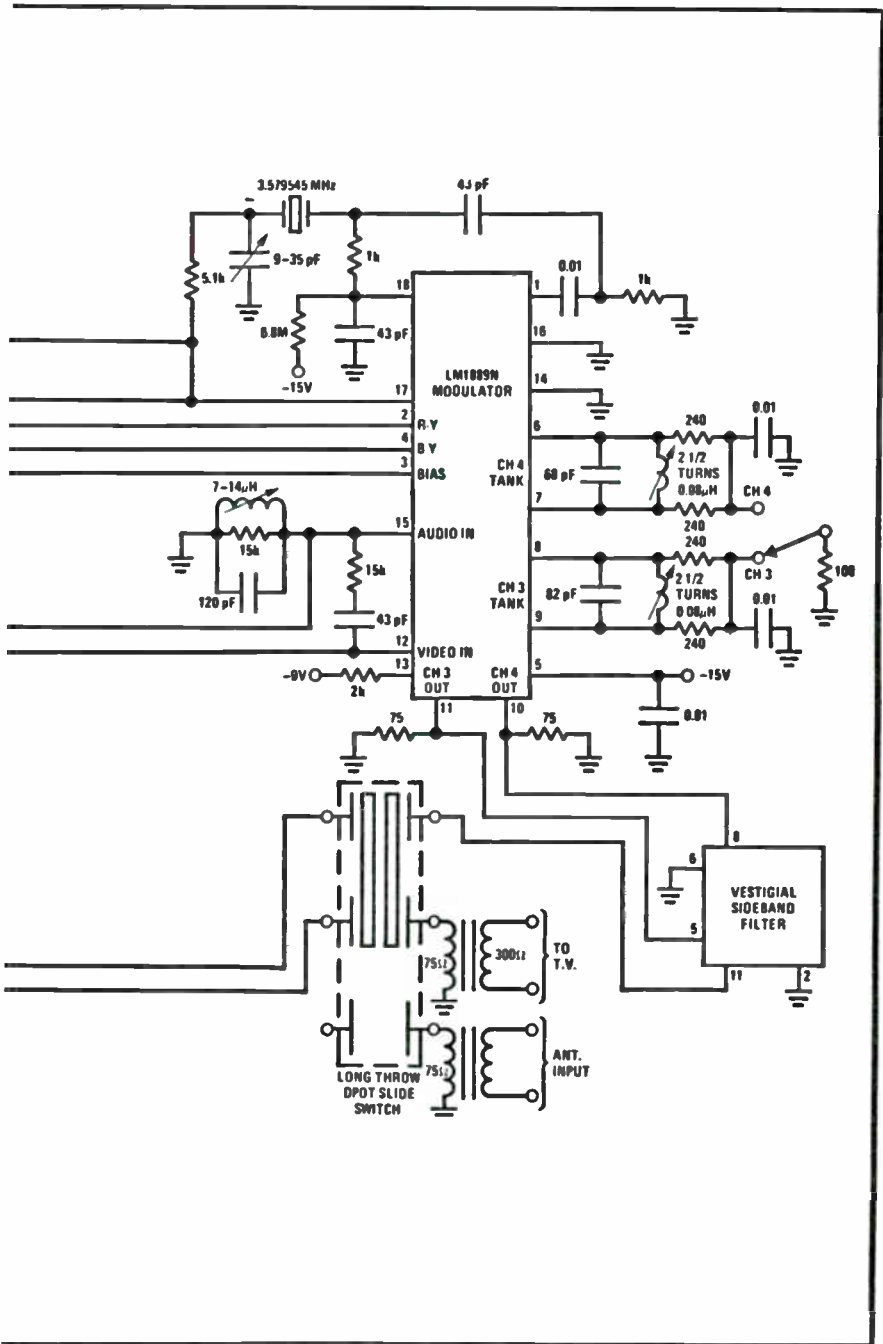 3.579545 MHz
43 pF
9-35 pF
5.1k
1k
0.01
1k
18
1
6.8M
43 pF
16
-15V
LM1889N
MODULATOR
14
17
2
R-Y
4
B Y
3
BIAS
6
240
0.01
CH 4
TANK
68 pF
2 1/2
TURNS
0.08µH
CH 4
7
240
7-14µH
15
AUDIO IN
15k
120 pF
15k
43 pF
8
240
CH 3
100
CH 3
TANK
82 pF
2 1/2
TURNS
0.08µH
0.01
9
240
12
VIDEO IN
13
-9V
2k
CH 3
OUT
CH 4
OUT
5
-15V
0.01
11
10
75
75
8
6
VESTIGIAL
SIDEBAND
FILTER
5
11
2
75Ω
300Ω
TO
T.V.
75Ω
ANT.
INPUT
LONG THROW
DPDT SLIDE
SWITCH